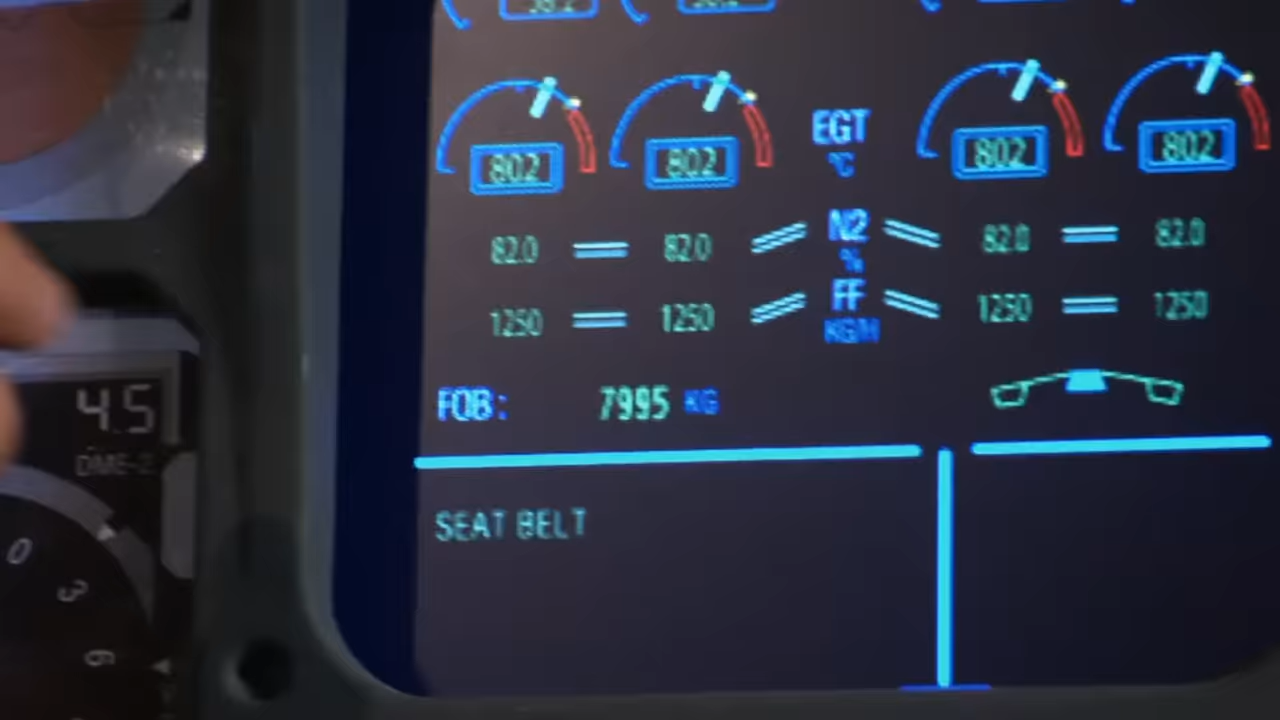 802 802 EGT 802 802
°C
82.0 82.0 N2 82.0 82.0
%
1250 1250 FF 1250 1250
KG/H
FOB: 7995 KG
4.5
DME-2
SEAT BELT
0
3
6